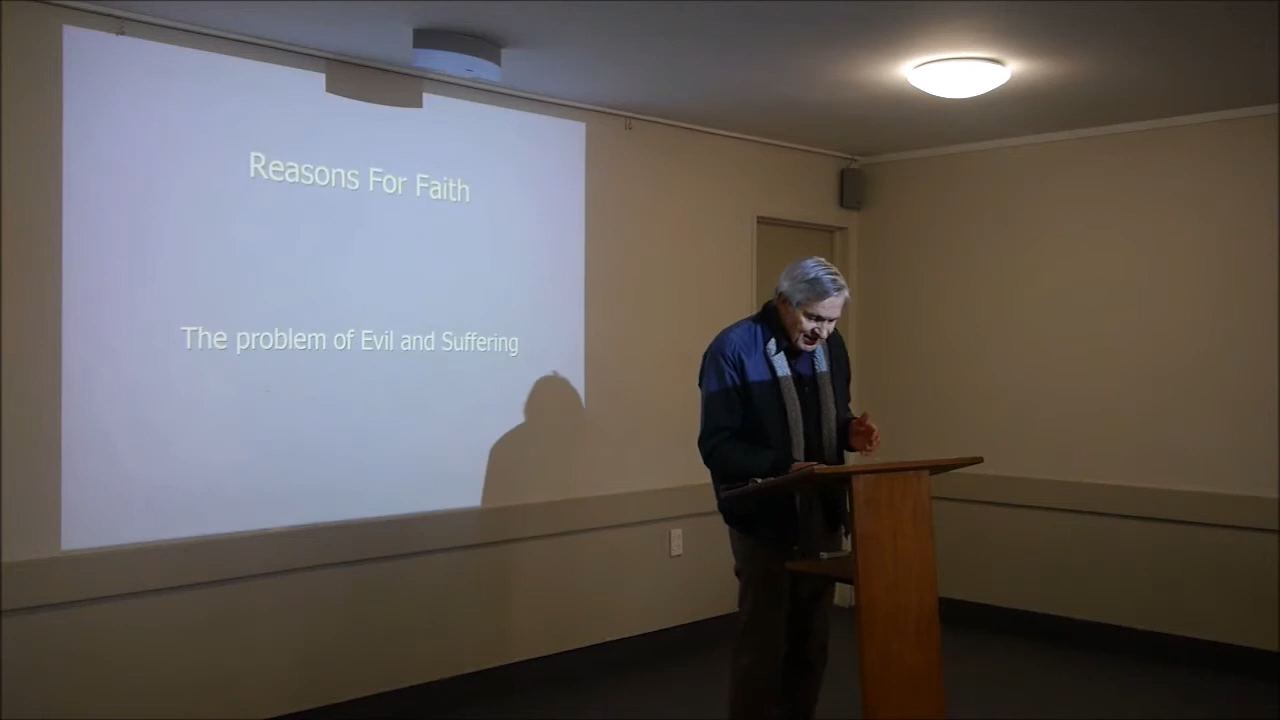 Reasons For Faith
The problem of Evil and Suffering